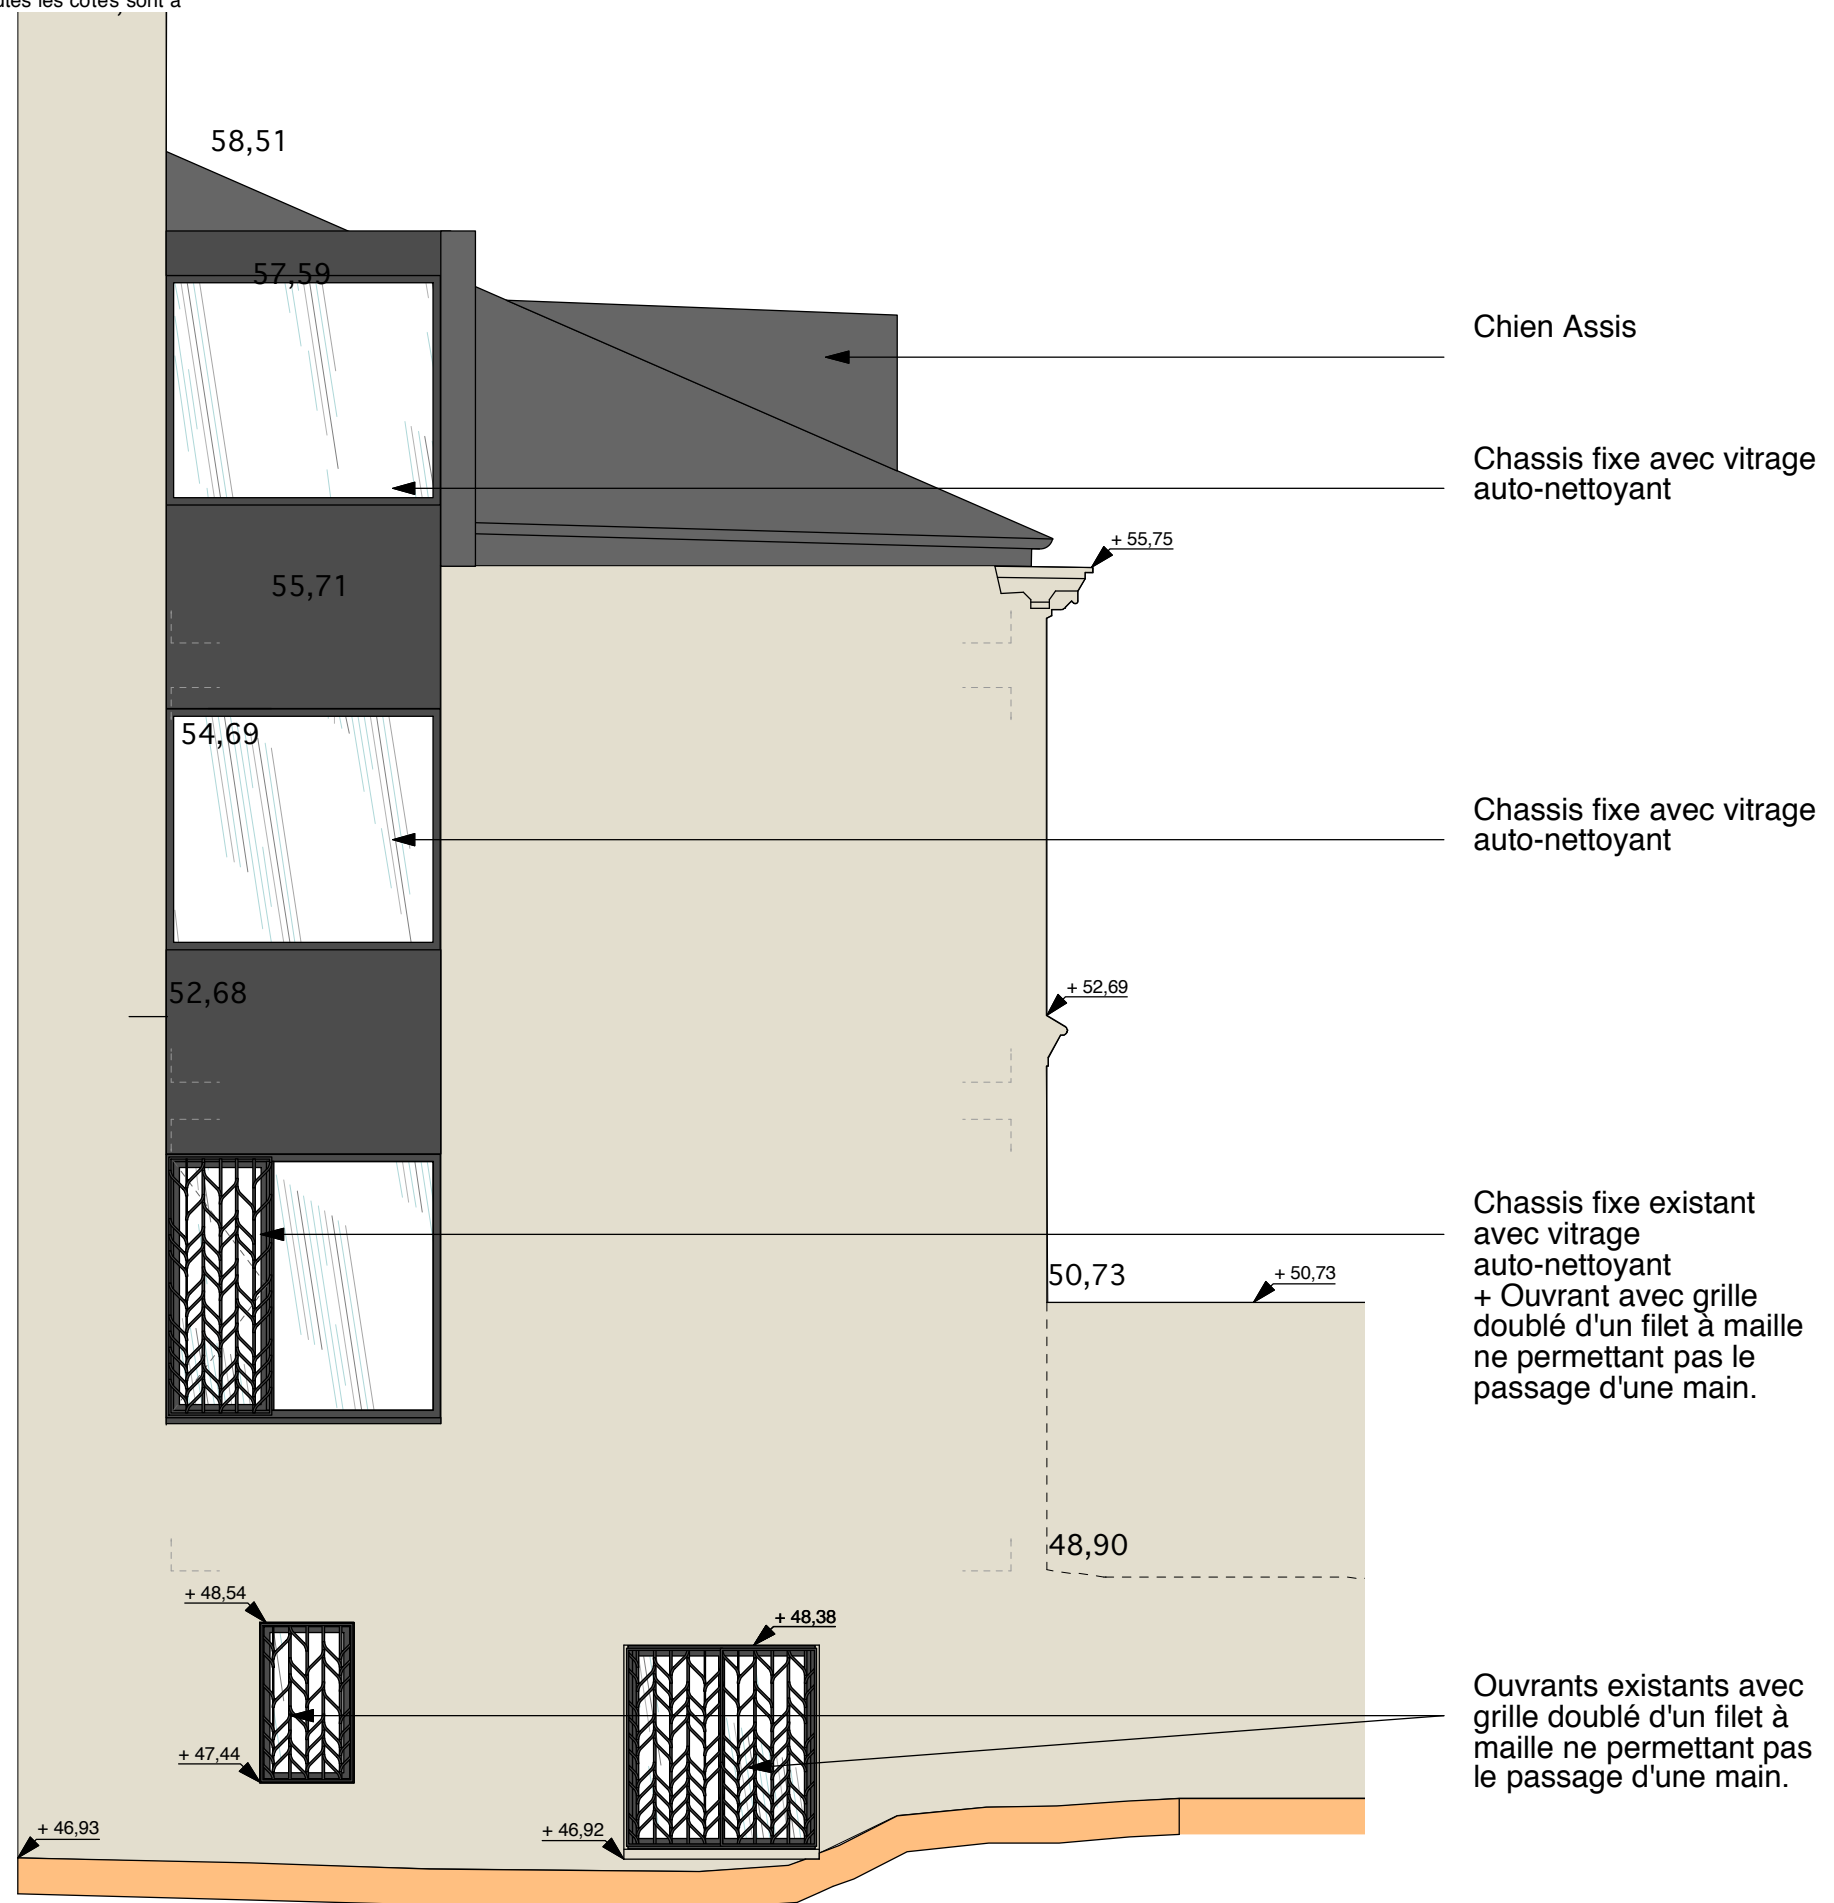 58,51
57,59
Chien Assis
Chassis fixe avec vitrage
auto-nettoyant
+ 55,75
55,71
54,69
Chassis fixe avec vitrage
auto-nettoyant
52,68
+ 52,69
Chassis fixe existant
avec vitrage
auto-nettoyant
+ Ouvrant avec grille
doublé d'un filet à maille
ne permettant pas le
passage d'une main.
50,73
+ 50,73
48,90
+ 48,54
+ 48,38
Ouvrants existants avec
grille doublé d'un filet à
maille ne permettant pas
le passage d'une main.
+ 47,44
+ 46,93
+ 46,92